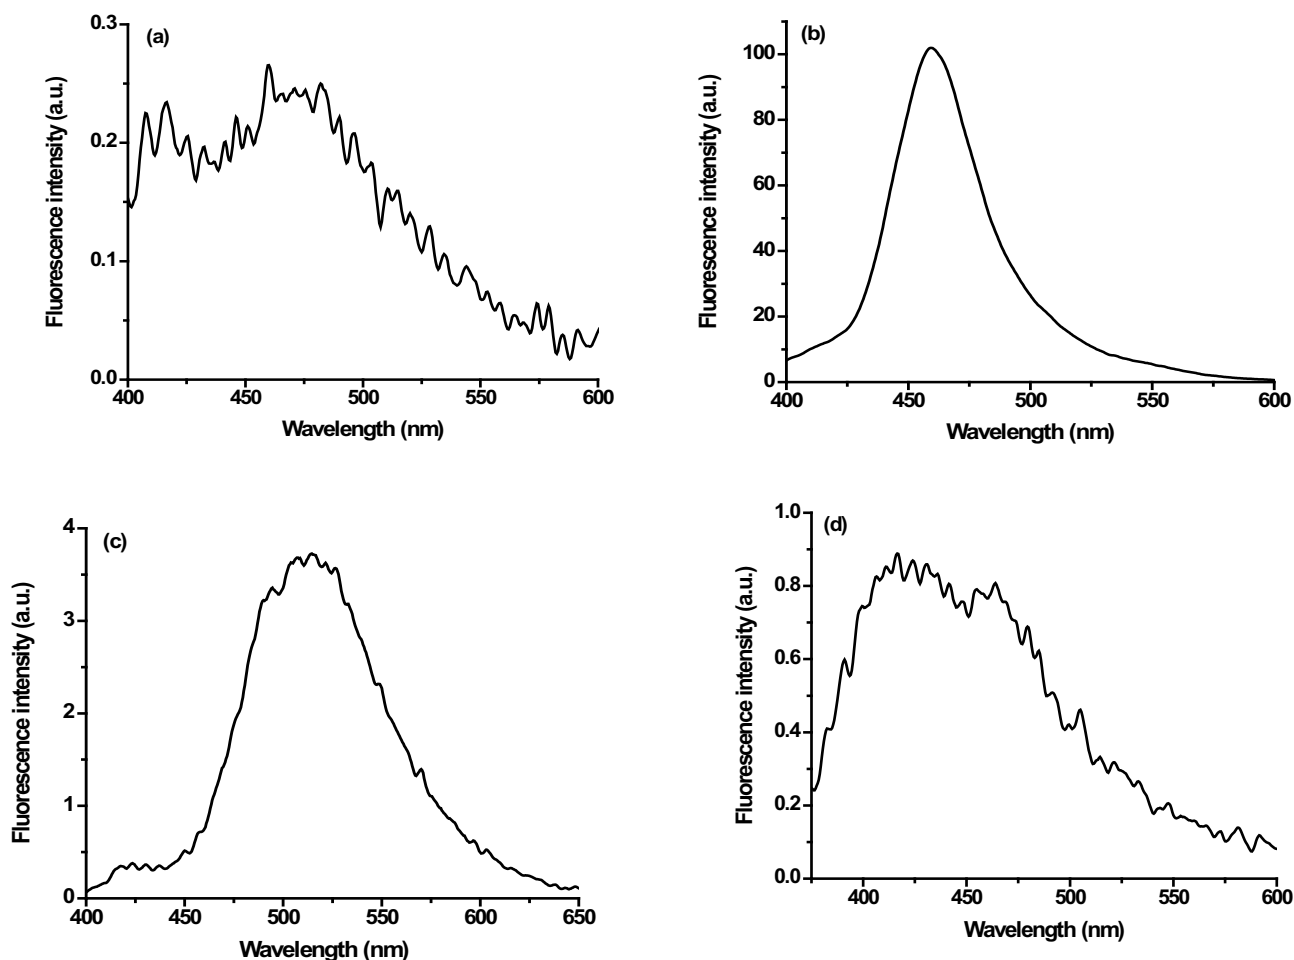 (a)
Fluorescence intensity (a.u.)
0.3
0.2
0.1
0.0
400 450 500 550 600
Wavelength (nm)
(b)
Fluorescence intensity (a.u.)
100
80
60
40
20
0
400 450 500 550 600
Wavelength (nm)
(c)
Fluorescence intensity (a.u.)
4
3
2
1
0
400 450 500 550 600 650
Wavelength (nm)
(d)
Fluorescence intensity (a.u.)
1.0
0.8
0.6
0.4
0.2
0.0
400 450 500 550 600
Wavelength (nm)